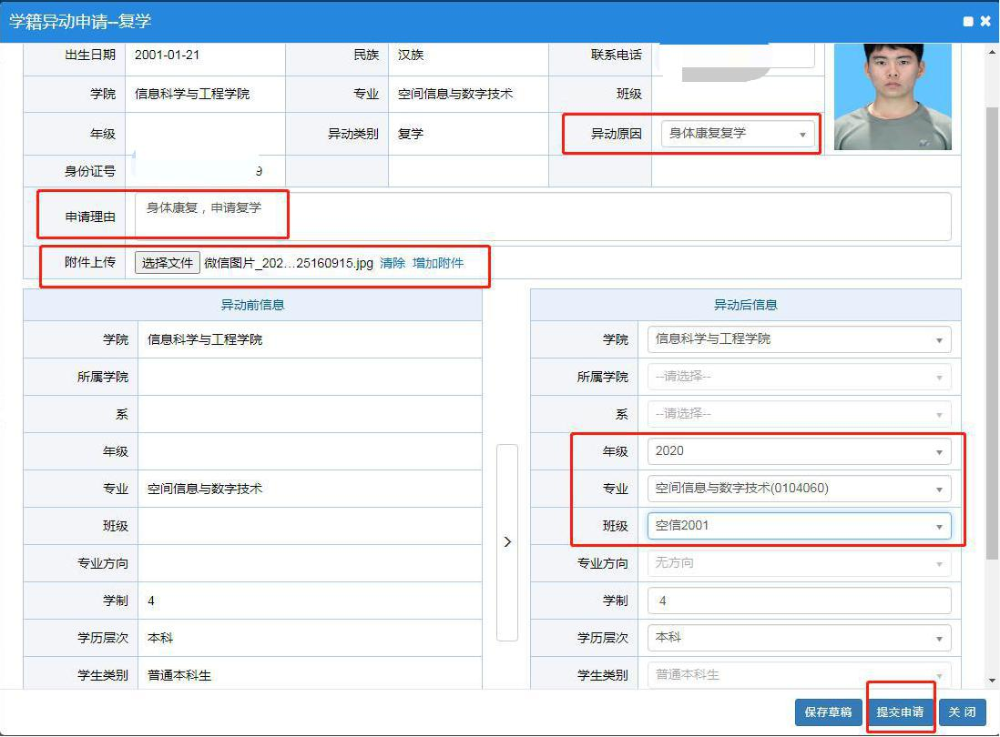 学籍异动申请--复学
出生日期 2001-01-21 民族 汉族 联系电话
学院 信息科学与工程学院 专业 空间信息与数字技术 班级
年级 异动类别 复学 异动原因 身体康复复学
身份证号 9
申请理由 身体康复，申请复学
附件上传 选择文件 微信图片_202...25160915.jpg 清除 增加附件
异动前信息 异动后信息
学院 信息科学与工程学院 学院 信息科学与工程学院
所属学院 所属学院 --请选择--
系 系 --请选择--
年级 年级 2020
专业 空间信息与数字技术 专业 空间信息与数字技术(0104060)
班级 班级 空信2001
专业方向 专业方向 无方向
学制 4 学制 4
学历层次 本科 学历层次 本科
学生类别 普通本科生 学生类别 普通本科生
保存草稿 提交申请 关 闭